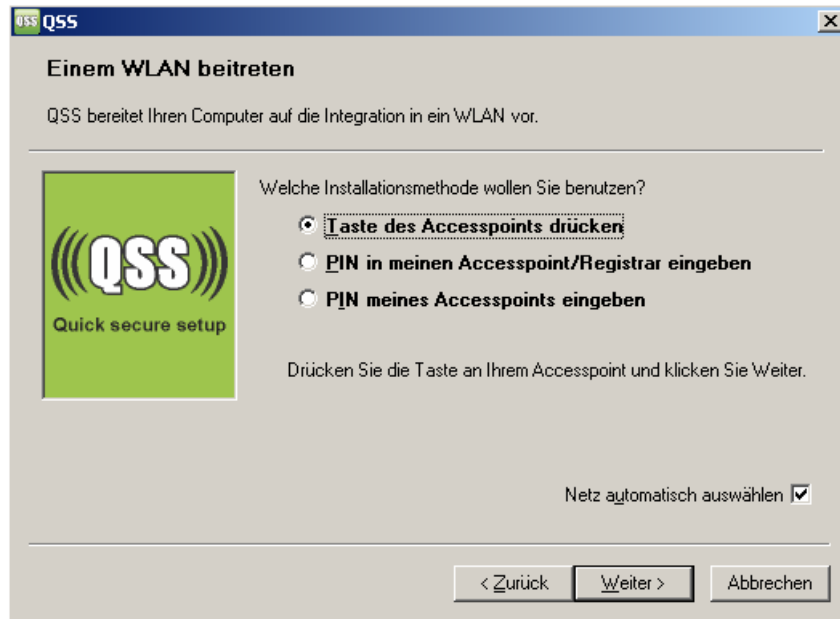 QSS QSS
Einem WLAN beitreten
QSS bereitet Ihren Computer auf die Integration in ein WLAN vor.
Welche Installationsmethode wollen Sie benutzen?
Taste des Accesspoints drücken
PIN in meinen Accesspoint/Registrar eingeben
PIN meines Accesspoints eingeben
QSS
Quick secure setup
Drücken Sie die Taste an Ihrem Accesspoint und klicken Sie Weiter.
Netz automatisch auswählen
< Zurück Weiter > Abbrechen